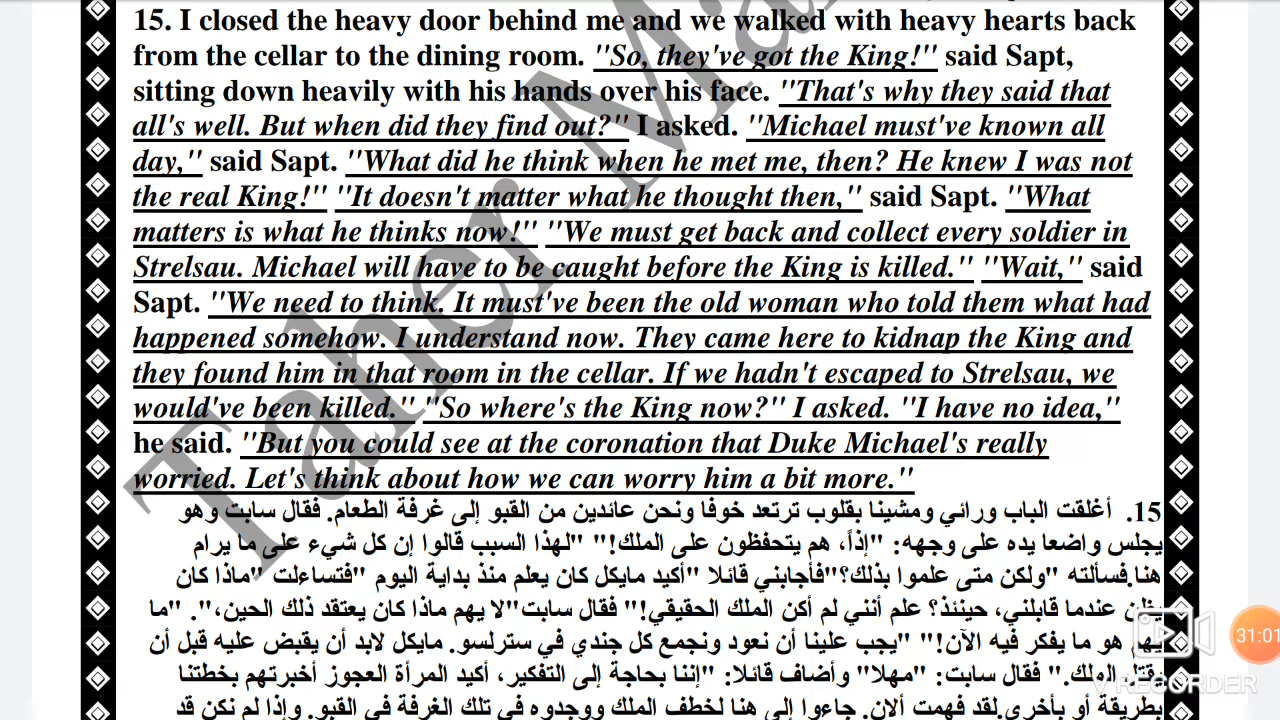 15. I closed the heavy door behind me and we walked with heavy hearts back
from the cellar to the dining room. "So, they've got the King!" said Sapt,
sitting down heavily with his hands over his face. "That's why they said that
all's well. But when did they find out?" I asked. "Michael must've known all
day," said Sapt. "What did he think when he met me, then? He knew I was not
the real King!" "It doesn't matter what he thought then," said Sapt. "What
matters is what he thinks now!" "We must get back and collect every soldier in
Strelsau. Michael will have to be caught before the King is killed." "Wait," said
Sapt. "We need to think. It must've been the old woman who told them what had
happened somehow. I understand now. They came here to kidnap the King and
they found him in that room in the cellar. If we hadn't escaped to Strelsau, we
would've been killed." "So where's the King now?" I asked. "I have no idea,"
he said. "But you could see at the coronation that Duke Michael's really
worried. Let's think about how we can worry him a bit more."
15. أغلقت الباب ورائي ومشينا بقلوب ترتعد خوفا ونحن عائدين من القبو إلى غرفة الطعام. فقال سابت وهو
يجلس واضعا يده على وجهه: "إذاً، هم يتحفظون على الملك!" "لهذا السبب قالوا إن كل شيء على ما يرام
هنا.فسألته "ولكن متى علموا بذلك؟"فأجابني قائلا "أكيد مايكل كان يعلم منذ بداية اليوم "فتساءلت "ماذا كان
يظن عندما قابلني، حينئذ؟ علم أنني لم أكن الملك الحقيقي!" فقال سابت"لا يهم ماذا كان يعتقد ذلك الحين،". "ما
يهم هو ما يفكر فيه الآن!" "يجب علينا أن نعود ونجمع كل جندي في سترلسو. مايكل لابد أن يقبض عليه قبل أن
يقتل الملك." فقال سابت: "مهلا" وأضاف قائلا: "إننا بحاجة إلى التفكير، أكيد المرأة العجوز أخبرتهم بخطتنا
بطريقة أو بأخرى.لقد فهمت ألان. جاءوا إلى هنا لخطف الملك ووجدوه في تلك الغرفة في القبو. وإذا لم نكن قد
Taher
31:01
V RECORDER